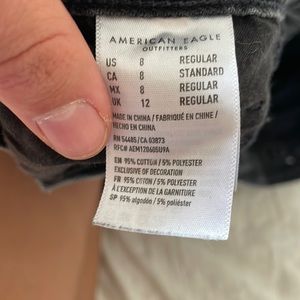 AMERICAN EAGLE
OUTFITTERS
US 8 REGULAR
CA 8 STANDARD
MX 8 REGULAR
UK 12 REGULAR
MADE IN CHINA / FABRIQUÉ EN CHINE /
HECHO EN CHINA
RN 54485/CA 03873
RFC# AEM120605U9A
EN 95% COTTON / 5% POLYESTER
EXCLUSIVE OF DECORATION
FR 95% COTON / 5% POLYESTER
À L'EXCEPTION DE LA GARNITURE
SP 95% algodón / 5% poliéster